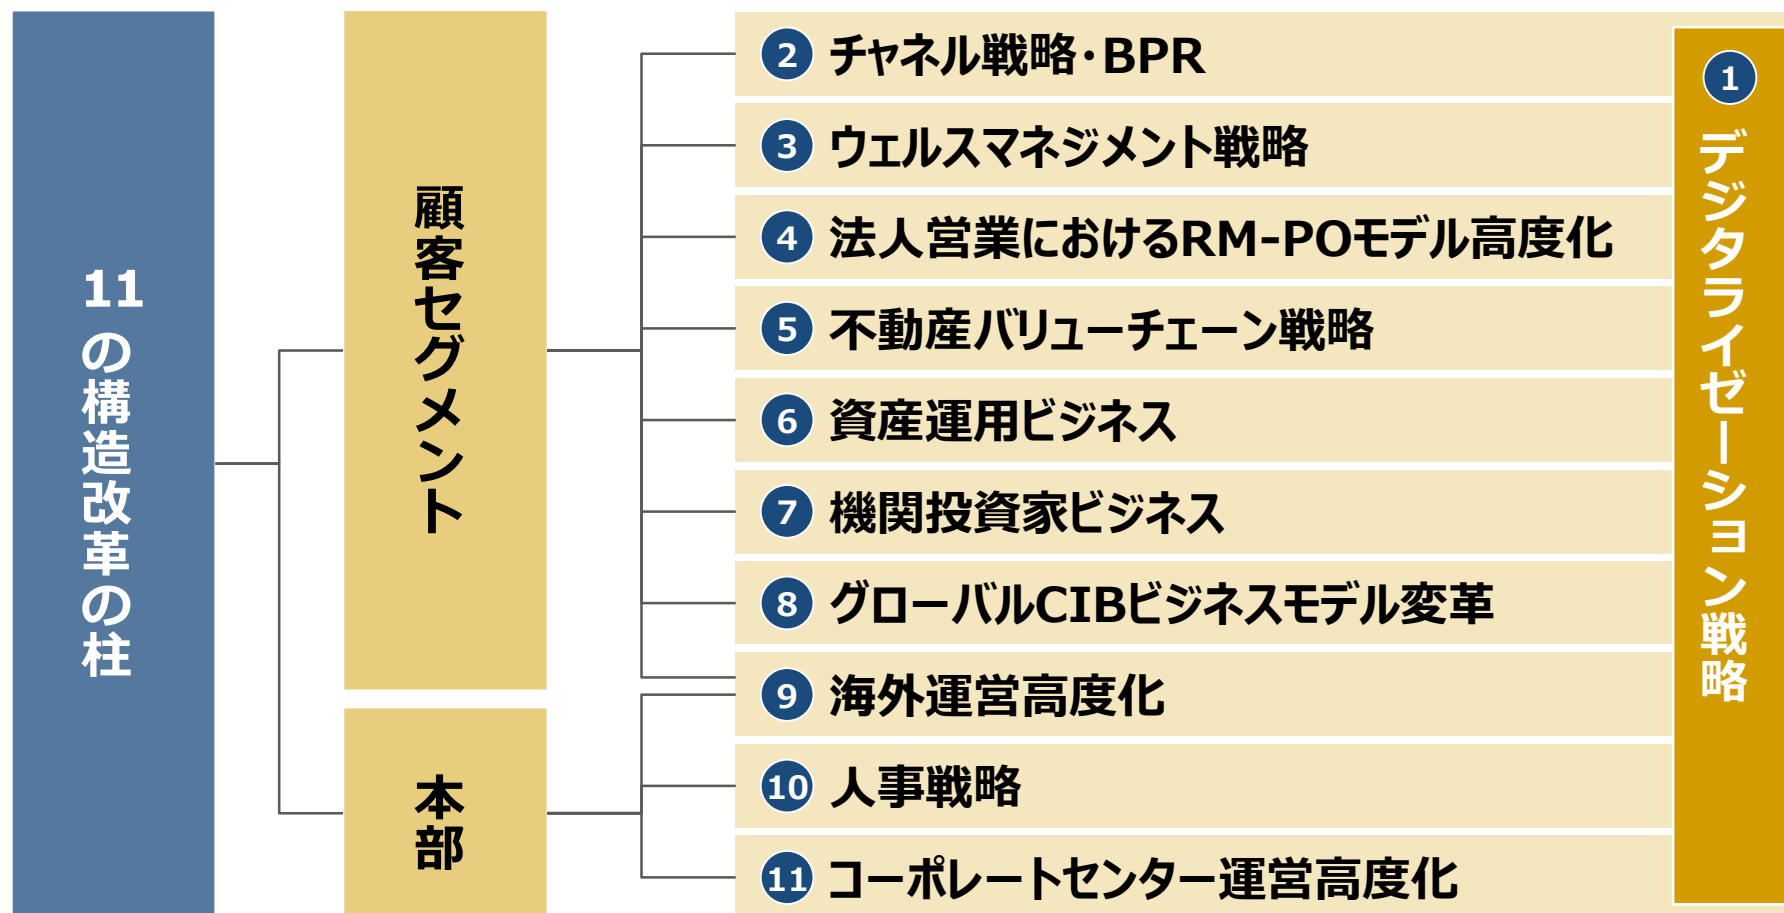 11の構造改革の柱
顧客セグメント
本部
2 チャネル戦略・BPR
3 ウェルスマネジメント戦略
4 法人営業におけるRM-POモデル高度化
5 不動産バリューチェーン戦略
6 資産運用ビジネス
7 機関投資家ビジネス
8 グローバルCIBビジネスモデル変革
9 海外運営高度化
10 人事戦略
11 コーポレートセンター運営高度化
1 デジタライゼーション戦略